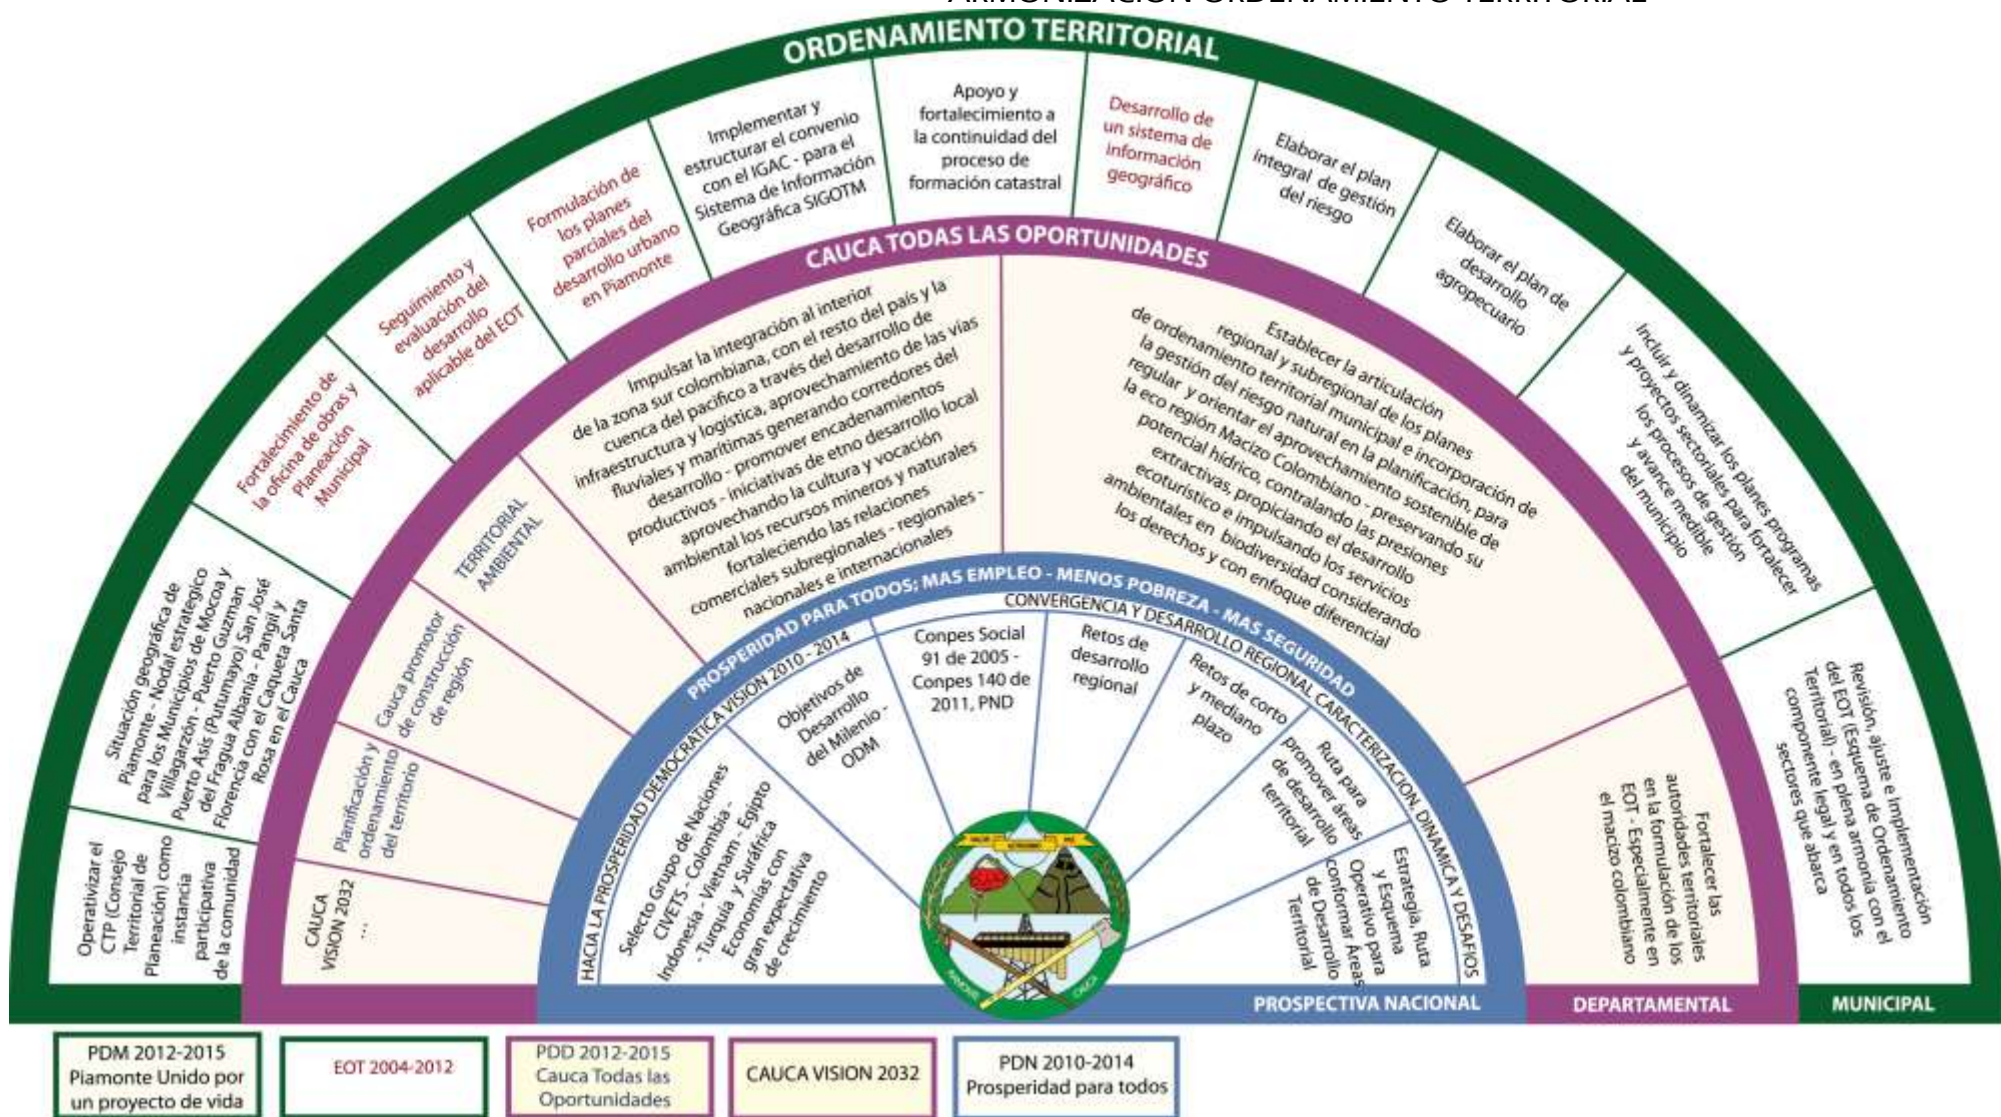 ARMONIZACIÓN ORDENAMIENTO TERRITORIAL
ORDENAMIENTO TERRITORIAL
Operativizar el
CTP (Consejo
Territorial de
Planeación) como
instancia
participativa
de la comunidad
Situación geográfica de
Piamonte - Nodal estrategico
para los Municipios de Mocoa y
Villagarzón - Puerto Guzman
Puerto Asis (Putumayo) San José
del Fragua Albania - Pangil y
Florencia con el Caqueta Santa
Rosa en el Cauca
Fortalecimiento de
la oficina de obras y
Planeación
Municipal
Seguimiento y
evaluación del
desarrollo
aplicable del EOT
Formulación de
los planes
parciales del
desarrollo urbano
en Piamonte
Implementar y
estructurar el convenio
con el IGAC - para el
Sistema de Información
Geográfica SIGOTM
Apoyo y
fortalecimiento a
la continuidad del
proceso de
formación catastral
Desarrollo de
un sistema de
información
geográfico
Elaborar el plan
integral de gestión
del riesgo
Elaborar el plan de
desarrollo
agropecuario
Incluir y dinamizar los planes programas
y proyectos sectoriales para fortalecer
los procesos de gestión
y avance medible
del municipio
Revisión, ajuste e Implementación
del EOT (Esquema de Ordenamiento
Territorial) - en plena armonía con el
componente legal y en todos los
sectores que abarca
CAUCA TODAS LAS OPORTUNIDADES
CAUCA
VISION 2032
...
Planificación y
ordenamiento
del territorio
Cauca promotor
de construcción
de región
TERRITORIAL
AMBIENTAL
Impulsar la integración al interior
de la zona sur colombiana, con el resto del país y la
cuenca del pacifico a través del desarrollo de
infraestructura y logística, aprovechamiento de las vías
fluviales y marítimas generando corredores del
desarrollo - promover encadenamientos
productivos - iniciativas de etno desarrollo local
aprovechando la cultura y vocación
ambiental los recursos mineros y naturales
fortaleciendo las relaciones
comerciales subregionales - regionales -
nacionales e internacionales
Establecer la articulación
regional y subregional de los planes
de ordenamiento territorial municipal e incorporación de
la gestión del riesgo natural en la planificación, para
regular y orientar el aprovechamiento sostenible de
la eco región Macizo Colombiano - preservando su
potencial hídrico, contralando las presiones
extractivas, propiciando el desarrollo
ecoturístico e impulsando los servicios
ambientales en biodiversidad considerando
los derechos y con enfoque diferencial
Fortalecer las
autoridades territoriales
en la formulación de los
EOT - Especialmente en
el macizo colombiano
PROSPERIDAD PARA TODOS; MAS EMPLEO - MENOS POBREZA - MAS SEGURIDAD
HACIA LA PROSPERIDAD DEMOCRATICA VISION 2010 - 2014
CONVERGENCIA Y DESARROLLO REGIONAL CARACTERIZACION, DINAMICA Y DESAFIOS
Selecto Grupo de Naciones
CIVETS - Colombia -
Indonesia - Vietnam - Egipto
- Turquía y Suráfrica
Economías con
gran expectativa
de crecimiento
Objetivos de
Desarrollo
del Milenio -
ODM
Conpes Social
91 de 2005 -
Conpes 140 de
2011, PND
Retos de
desarrollo
regional
Retos de corto
y mediano
plazo
Ruta para
promover áreas
de desarrollo
territorial
Estrategia, Ruta
y Esquema
Operativo para
conformar Áreas
de Desarrollo
Territorial
PIAMONTE CAUCA
PROSPECTIVA NACIONAL
DEPARTAMENTAL
MUNICIPAL
PDM 2012-2015
Piamonte Unido por
un proyecto de vida
EOT 2004-2012
PDD 2012-2015
Cauca Todas las
Oportunidades
CAUCA VISION 2032
PDN 2010-2014
Prosperidad para todos